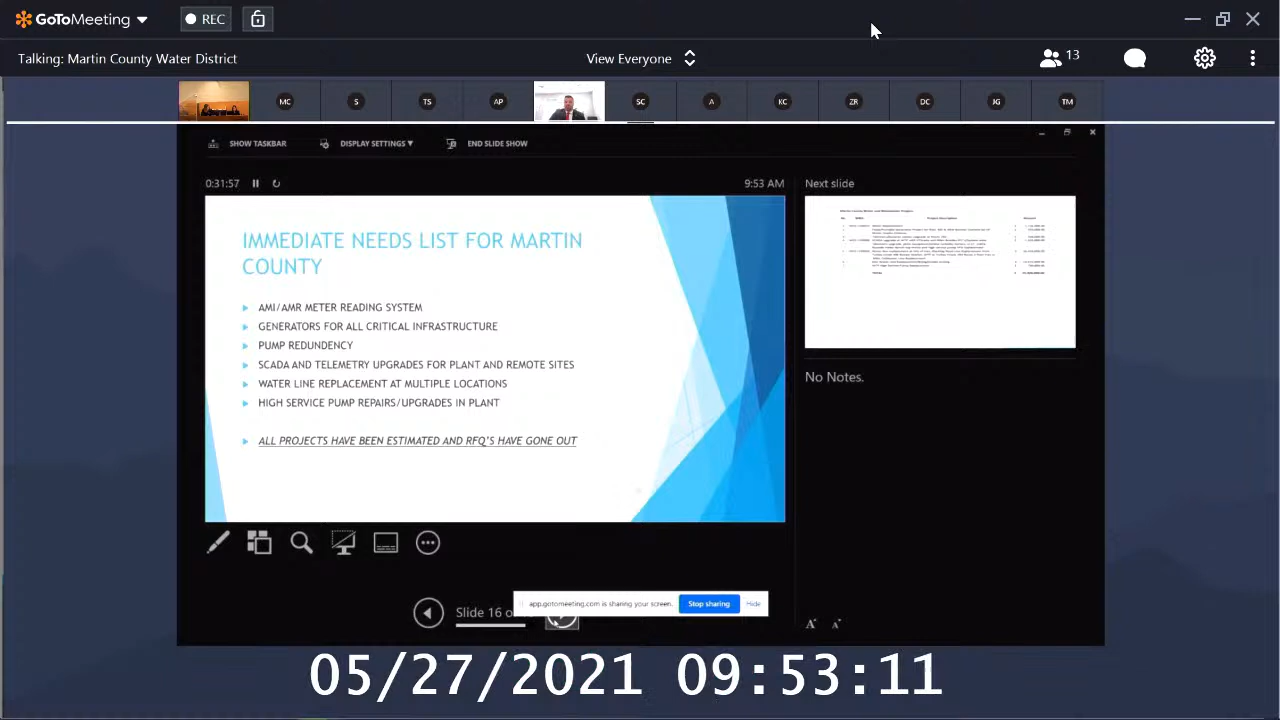 GoToMeeting
REC
Talking: Martin County Water District
View Everyone
13
MC
S
TS
AP
SC
A
KC
ZR
DC
JG
TM
SHOW TASKBAR
DISPLAY SETTINGS
END SLIDE SHOW
0:31:57
9:53 AM
Next slide
IMMEDIATE NEEDS LIST FOR MARTIN
COUNTY
AMI/AMR METER READING SYSTEM
GENERATORS FOR ALL CRITICAL INFRASTRUCTURE
PUMP REDUNDENCY
SCADA AND TELEMETRY UPGRADES FOR PLANT AND REMOTE SITES
WATER LINE REPLACEMENT AT MULTIPLE LOCATIONS
HIGH SERVICE PUMP REPAIRS/UPGRADES IN PLANT
ALL PROJECTS HAVE BEEN ESTIMATED AND RFQ'S HAVE GONE OUT
No Notes.
app.gotomeeting.com is sharing your screen.
Stop sharing
Hide
Slide 16
A A
05/27/2021 09:53:11